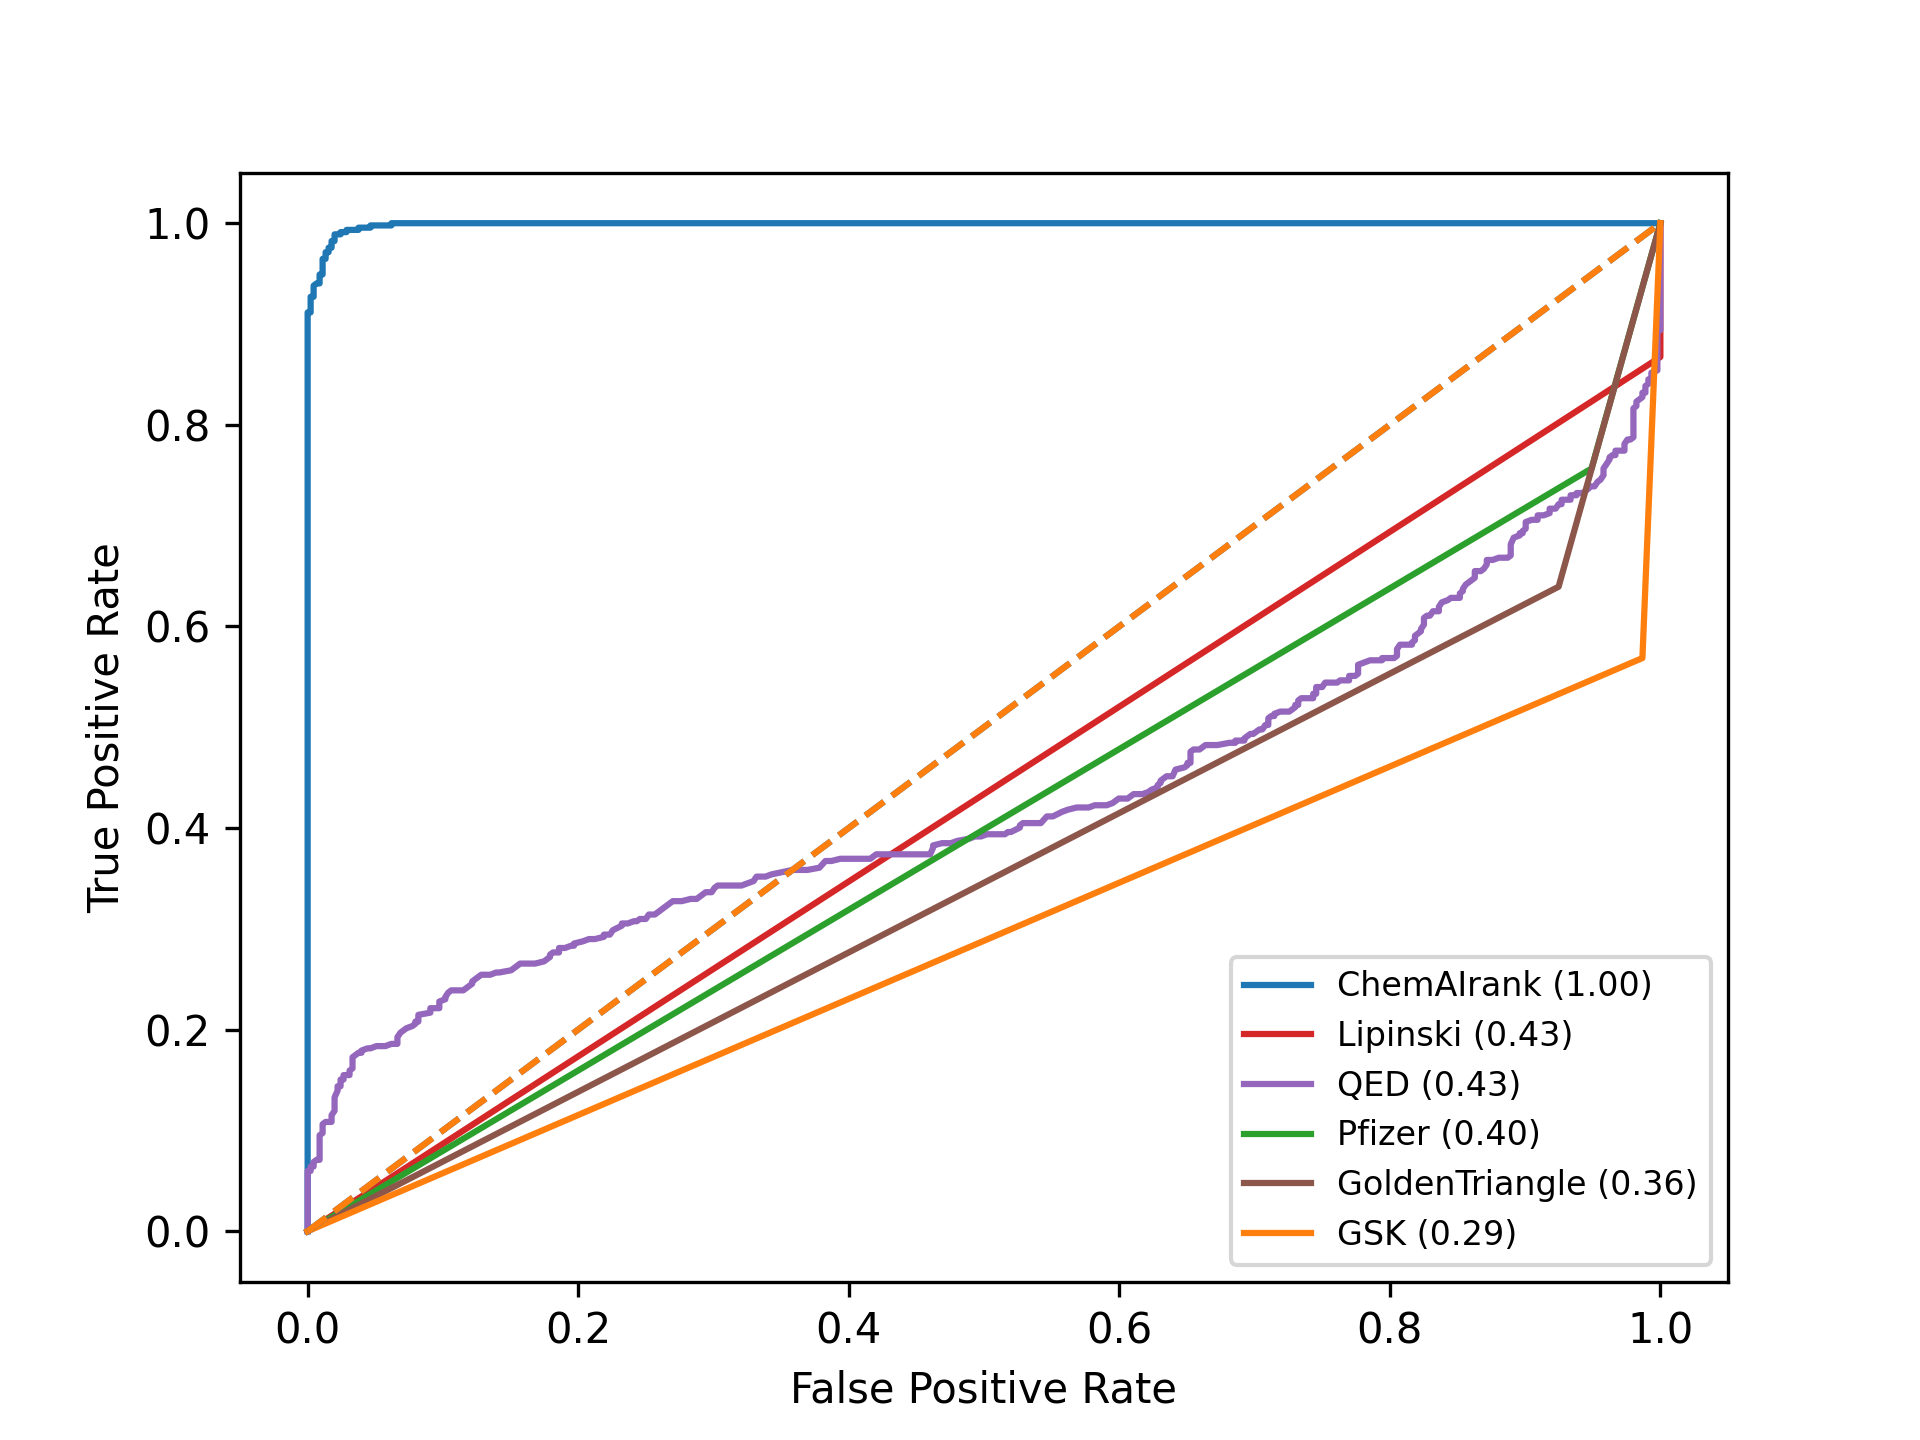 1.0
0.8
0.6
0.4
0.2
0.0
True Positive Rate
0.0 0.2 0.4 0.6 0.8 1.0
False Positive Rate
ChemAIrank (1.00)
Lipinski (0.43)
QED (0.43)
Pfizer (0.40)
GoldenTriangle (0.36)
GSK (0.29)